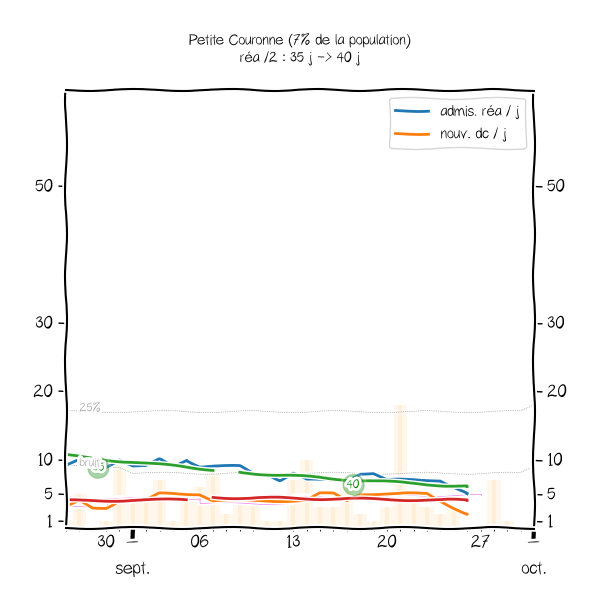 Petite Couronne (7% de la population)
réa /2 : 35 j -> 40 j
admis. réa / j
nouv. dc / j
50
50
30
30
20
20
25%
10
10
bruit
40
5
5
1
1
30
06
13
20
27
sept.
oct.